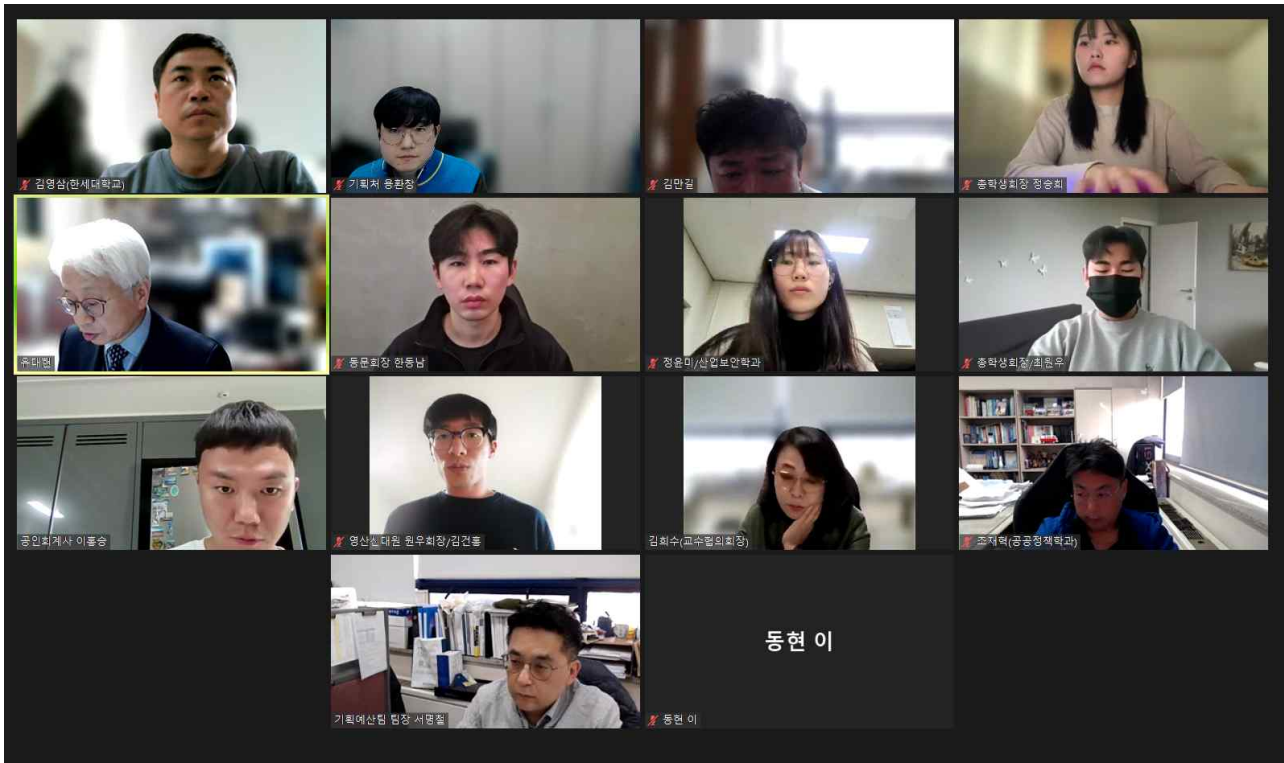 김영삼(한세대학교)
기획처 용환창
김만길
총학생회장 정승희
류대현
동문회장 한동남
정윤미/산업보안학과
총학생회장/최원우
공인회계사 이홍승
영산신대원 원우회장/김건흥
김희수(교수협의회장)
조재혁(공공정책학과)
기획예산팀 팀장 서명철
동현 이
동현 이